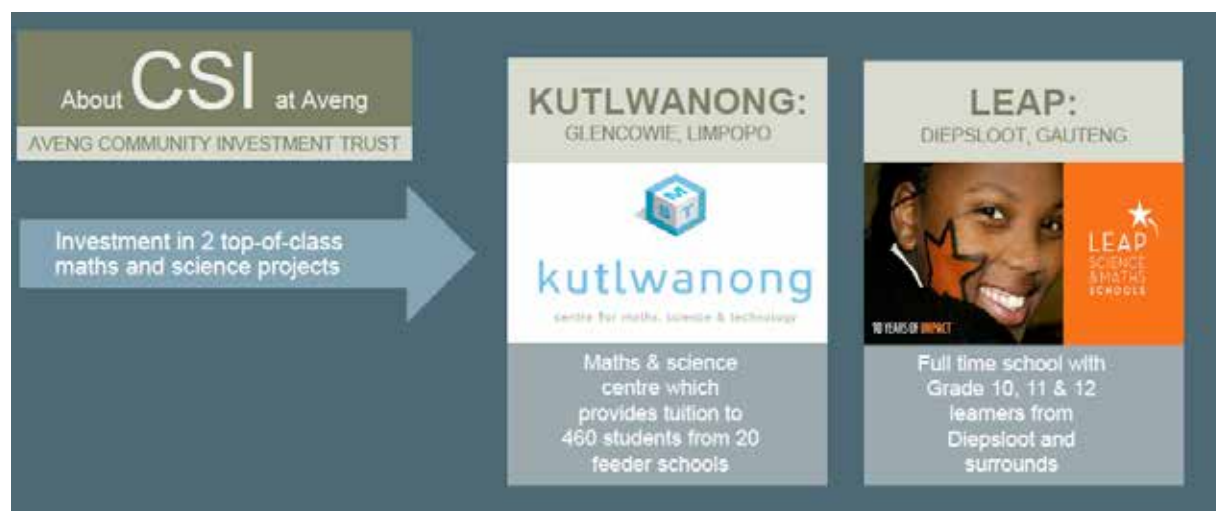 About CSI at Aveng
AVENG COMMUNITY INVESTMENT TRUST
Investment in 2 top-of-class
maths and science projects
KUTLWANONG:
GLENCOWIE, LIMPOPO
M
S T
kutlwanong
centre for maths, science & technology
Maths & science
centre which
provides tuition to
460 students from 20
feeder schools
LEAP:
DIEPSLOOT, GAUTENG
10 YEARS OF IMPACT
LEAP
SCIENCE
& MATHS
SCHOOLS
Full time school with
Grade 10, 11 & 12
learners from
Diepsloot and
surrounds